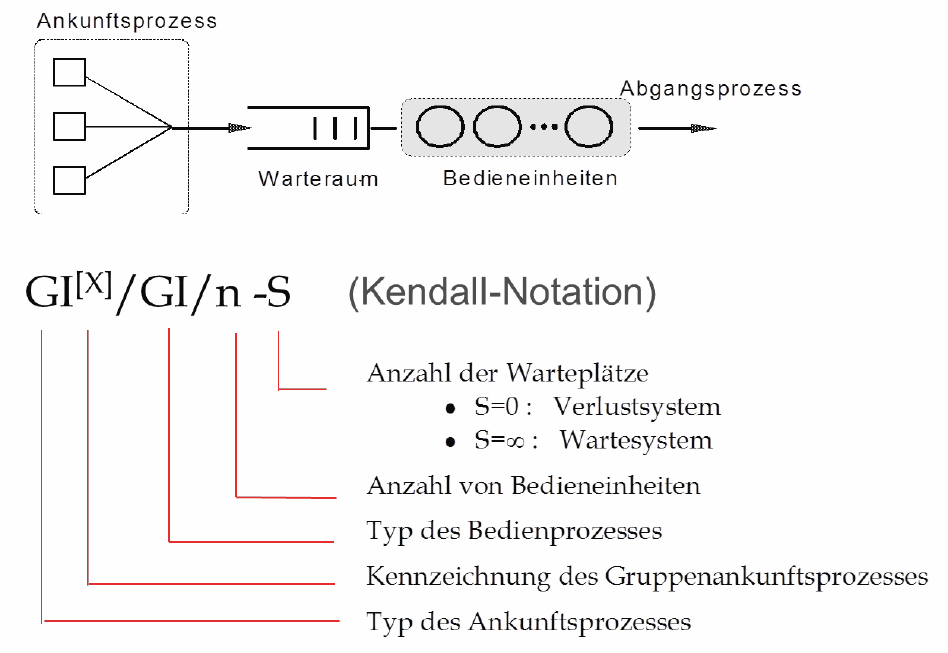 Ankunftsprozess
Abgangsprozess
Warteraum
Bedieneinheiten
GI[X]/GI/n -S (Kendall-Notation)
Anzahl der Warteplätze
• S=0 : Verlustsystem
• S=∞ : Wartesystem
Anzahl von Bedieneinheiten
Typ des Bedienprozesses
Kennzeichnung des Gruppenankunftsprozesses
Typ des Ankunftsprozesses